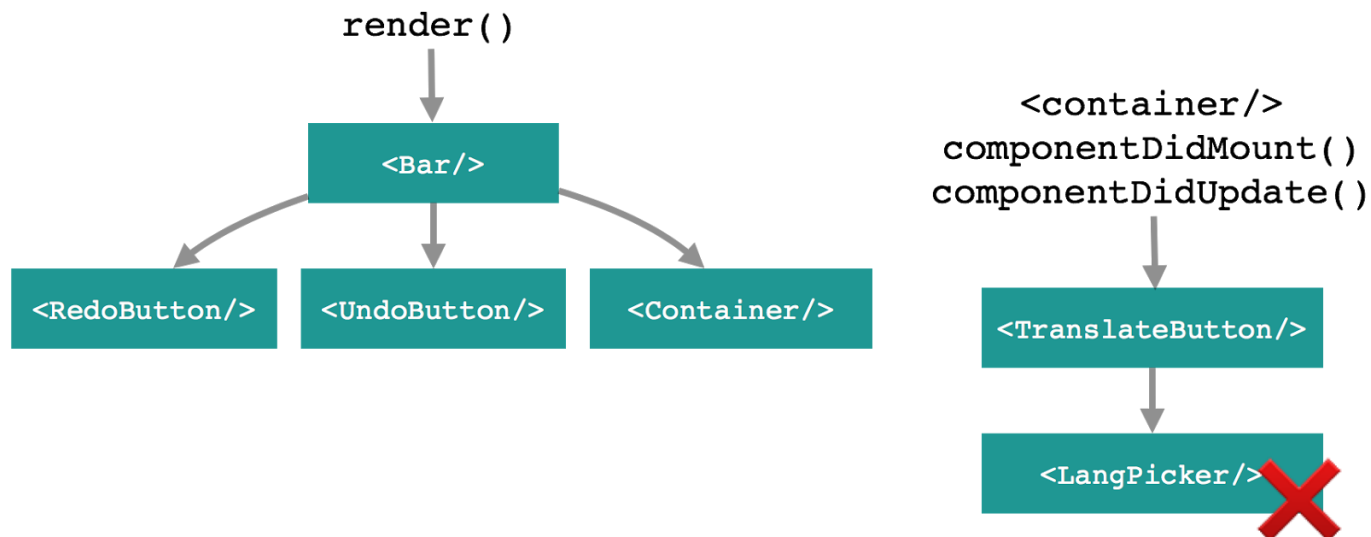 render()
<Bar/>
<RedoButton/>
<UndoButton/>
<Container/>
<container/>
componentDidMount()
componentDidUpdate()
<TranslateButton/>
<LangPicker/>